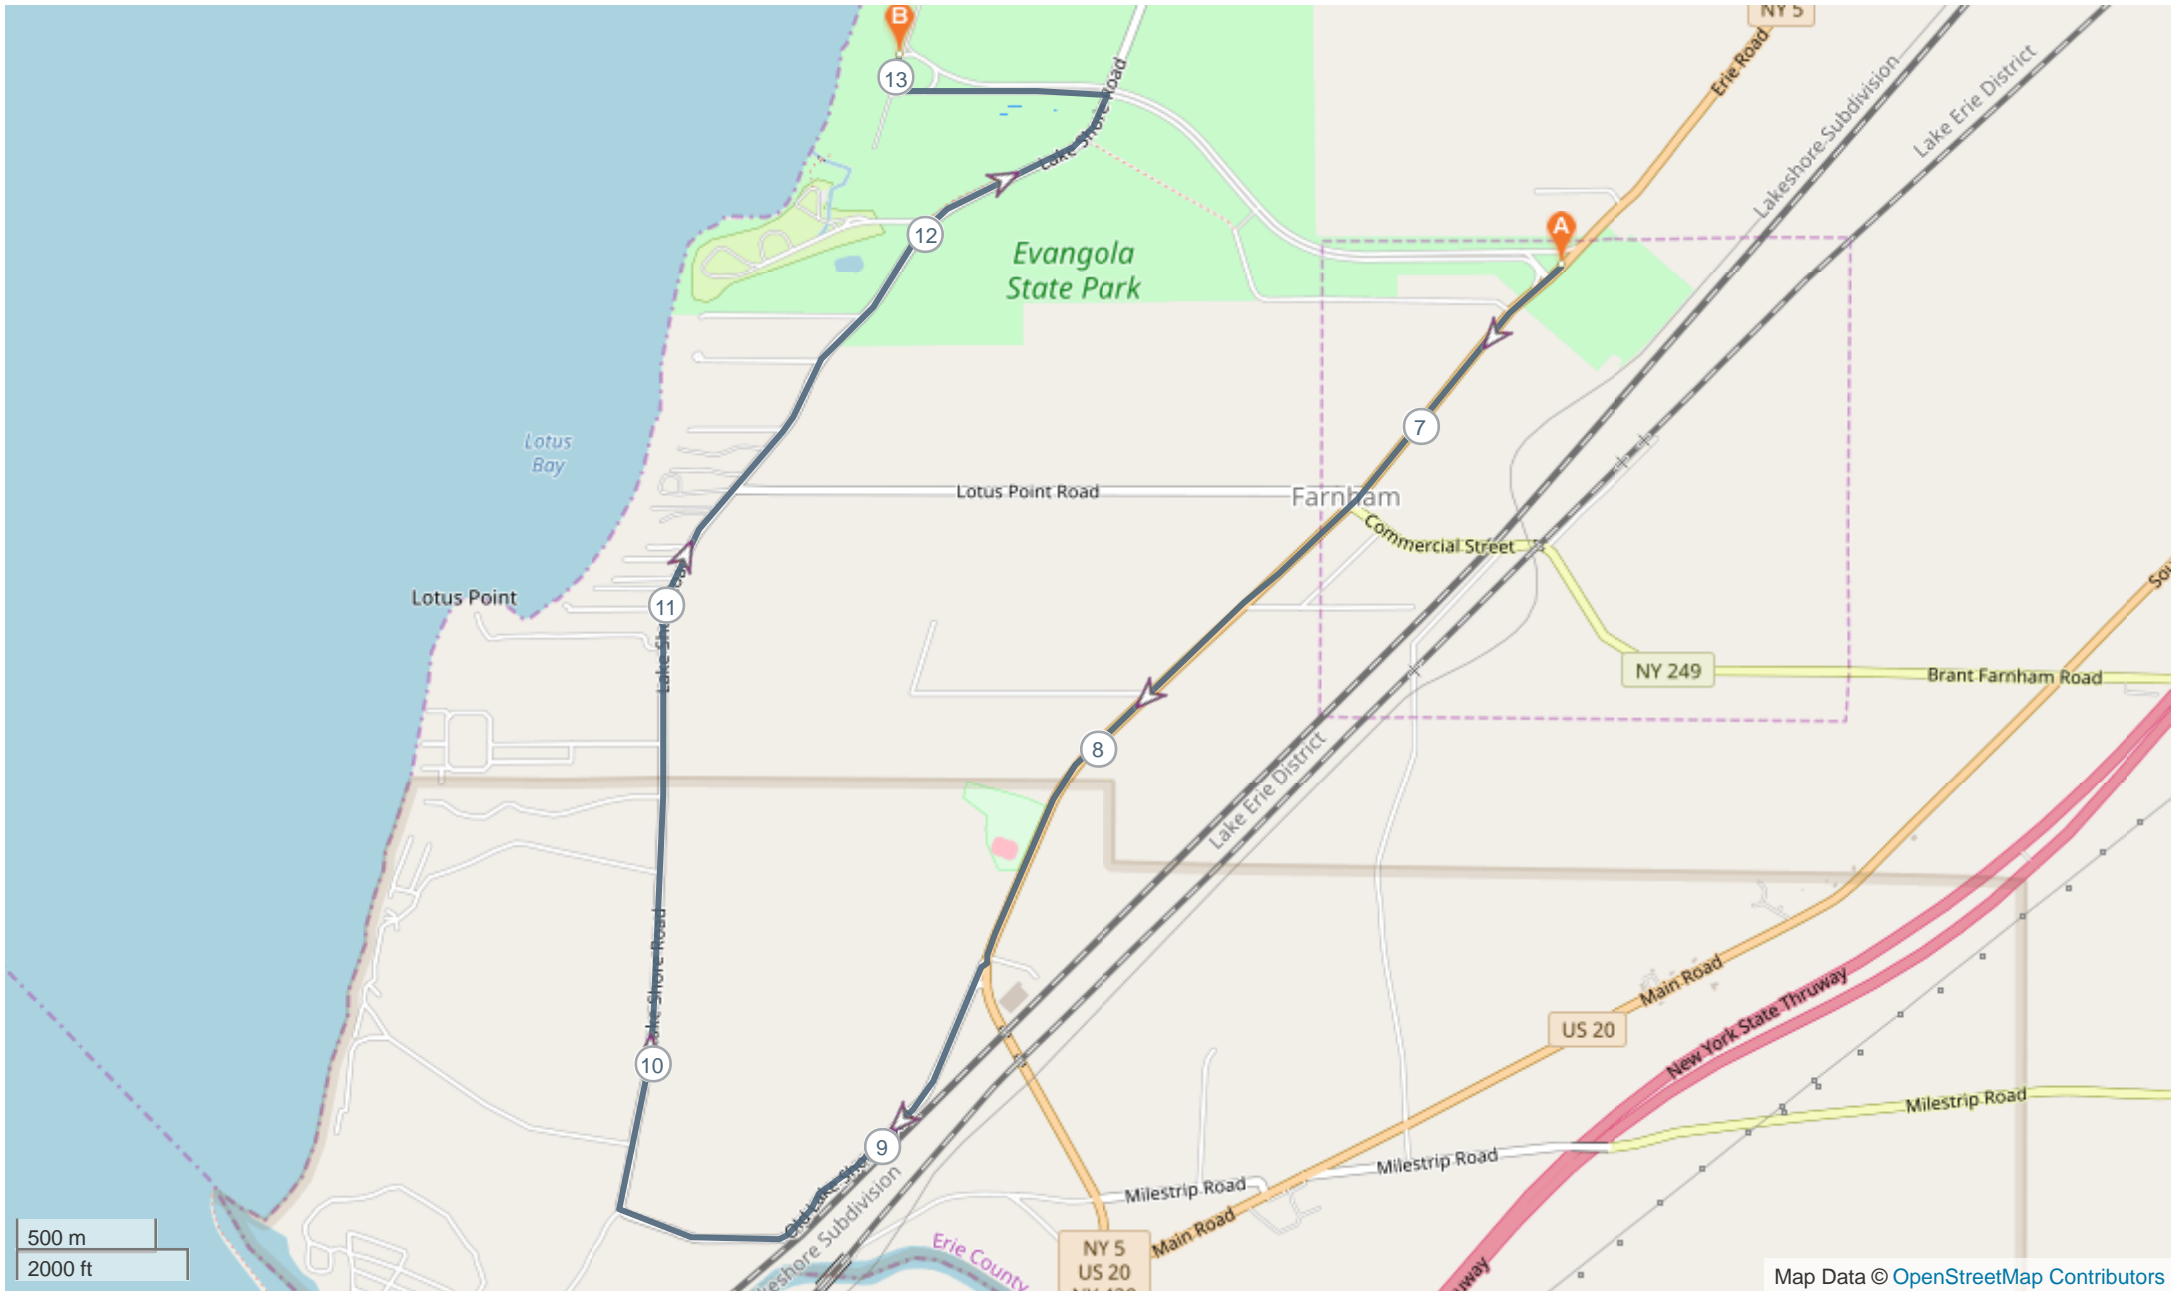 B
NY 5
13
Erie Road
Lakeshore Subdivision
Lake Erie District
Lake Shore Road
A
12
Evangola
State Park
7
Lotus
Bay
Lotus Point Road
Farnham
Commercial Street
Lotus Point
11
NY 249
Brant Farnham Road
8
Lake Erie District
Lake Shore Road
Main Road
New York State Thruway
US 20
10
Milestrip Road
9
Milestrip Road
Milestrip Road
Main Road
Erie County
500 m
2000 ft
NY 5
US 20
Map Data © OpenStreetMap Contributors